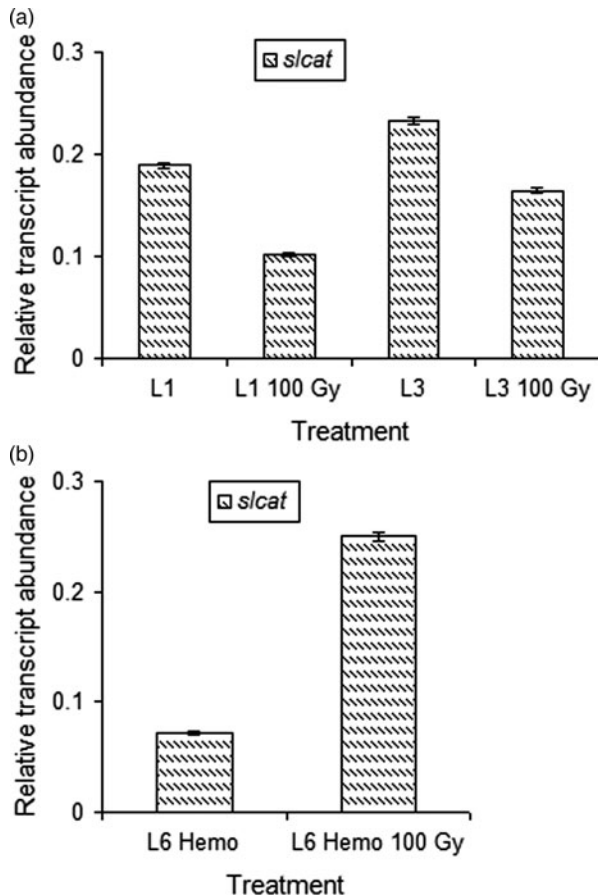 (a)
0.3
slcat
0.2
0.1
0
Relative transcript abundance
L1
L1 100 Gy
L3
L3 100 Gy
Treatment
(b)
0.3
slcat
0.2
0.1
0
Relative transcript abundance
L6 Hemo
L6 Hemo 100 Gy
Treatment